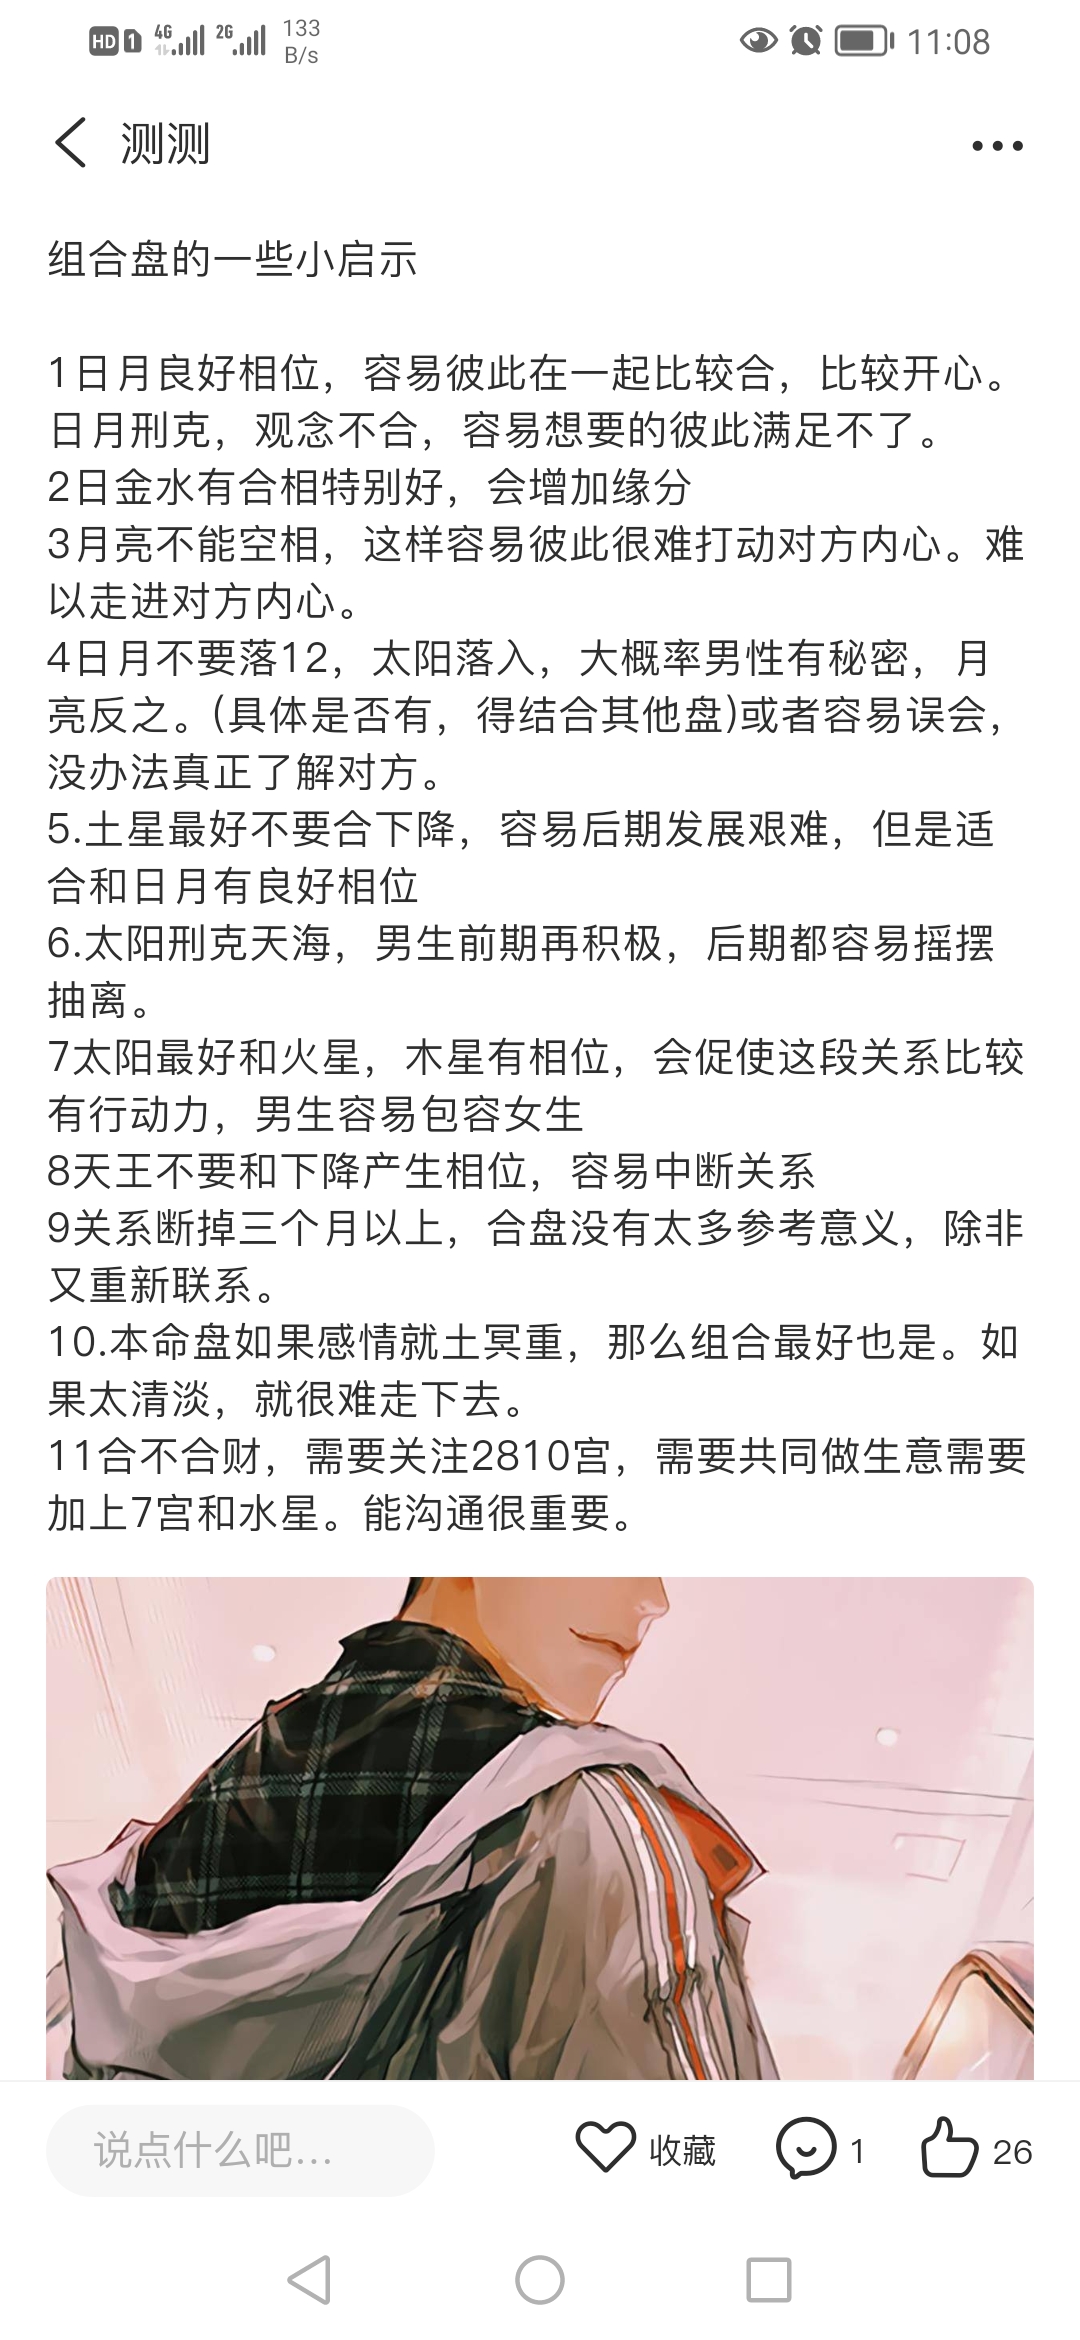 HD 1 4G 2G 133 B/s 11:08
测测
组合盘的一些小启示
1日月良好相位，容易彼此在一起比较合，比较开心。
日月刑克，观念不合，容易想要的彼此满足不了。
2日金水有合相特别好，会增加缘分
3月亮不能空相，这样容易彼此很难打动对方内心。难
以走进对方内心。
4日月不要落12，太阳落入，大概率男性有秘密，月
亮反之。(具体是否有，得结合其他盘)或者容易误会，
没办法真正了解对方。
5.土星最好不要合下降，容易后期发展艰难，但是适
合和日月有良好相位
6.太阳刑克天海，男生前期再积极，后期都容易摇摆
抽离。
7太阳最好和火星，木星有相位，会促使这段关系比较
有行动力，男生容易包容女生
8天王不要和下降产生相位，容易中断关系
9关系断掉三个月以上，合盘没有太多参考意义，除非
又重新联系。
10.本命盘如果感情就土冥重，那么组合最好也是。如
果太清淡，就很难走下去。
11合不合财，需要关注2810宫，需要共同做生意需要
加上7宫和水星。能沟通很重要。
说点什么吧... 收藏 1 26